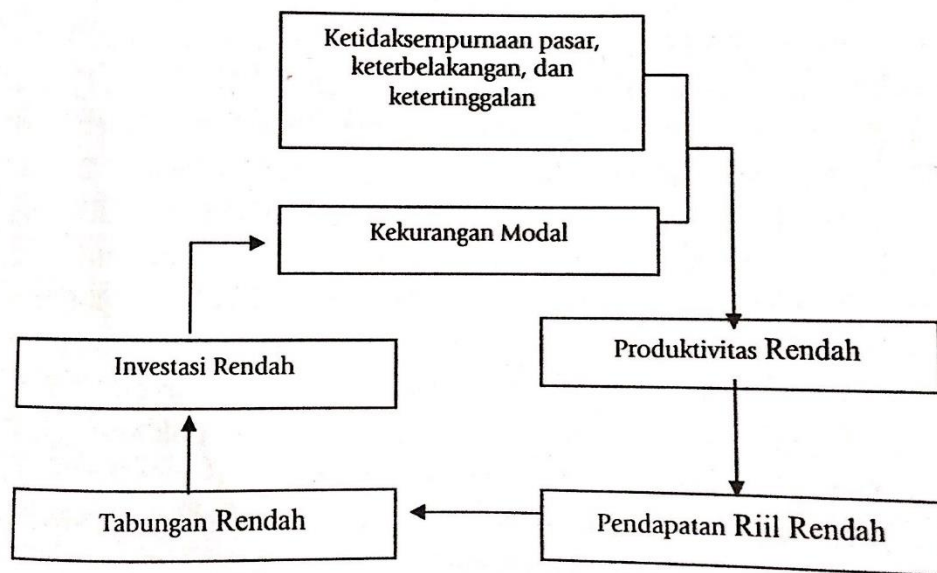 Ketidaksempurnaan pasar,
keterbelakangan, dan
ketertinggalan
Kekurangan Modal
Investasi Rendah
Produktivitas Rendah
Tabungan Rendah
Pendapatan Riil Rendah